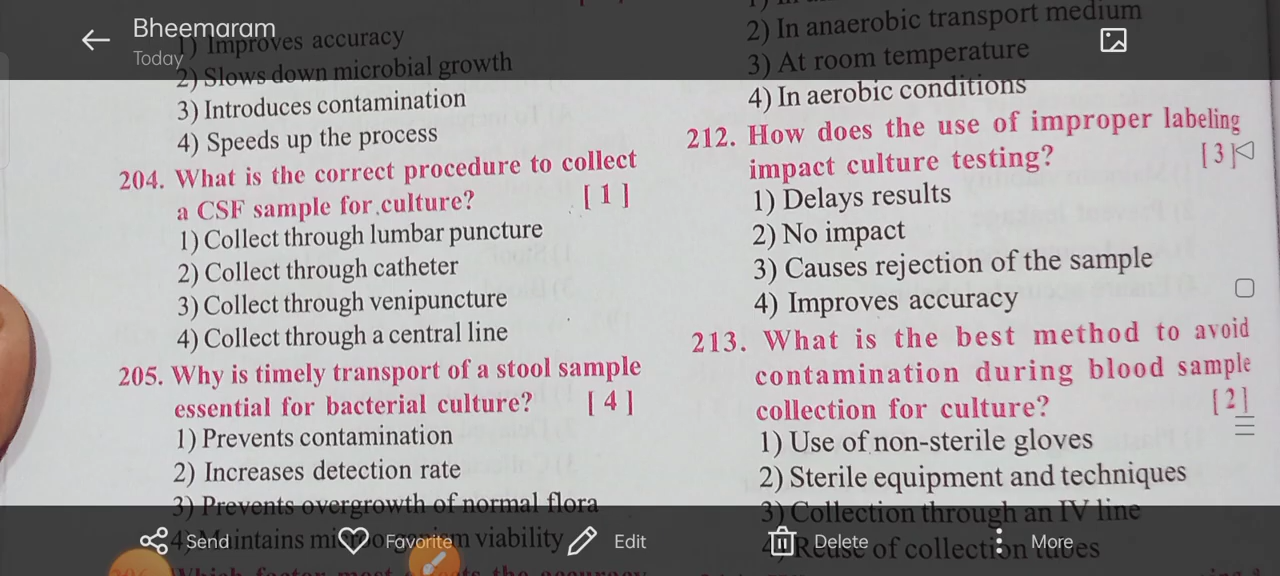 Bheemaram
Today
1) Improves accuracy
2) Slows down microbial growth
3) Introduces contamination
4) Speeds up the process
204. What is the correct procedure to collect
a CSF sample for culture? [ 1 ]
1) Collect through lumbar puncture
2) Collect through catheter
3) Collect through venipuncture
4) Collect through a central line
205. Why is timely transport of a stool sample
essential for bacterial culture? [ 4 ]
1) Prevents contamination
2) Increases detection rate
3) Prevents overgrowth of normal flora
4) Maintains microorganism viability
2) In anaerobic transport medium
3) At room temperature
4) In aerobic conditions
212. How does the use of improper labeling
impact culture testing? [ 3 ]
1) Delays results
2) No impact
3) Causes rejection of the sample
4) Improves accuracy
213. What is the best method to avoid
contamination during blood sample
collection for culture? [ 2 ]
1) Use of non-sterile gloves
2) Sterile equipment and techniques
3) Collection through an IV line
4) Reuse of collection tubes
Send
Favorite
Edit
Delete
More